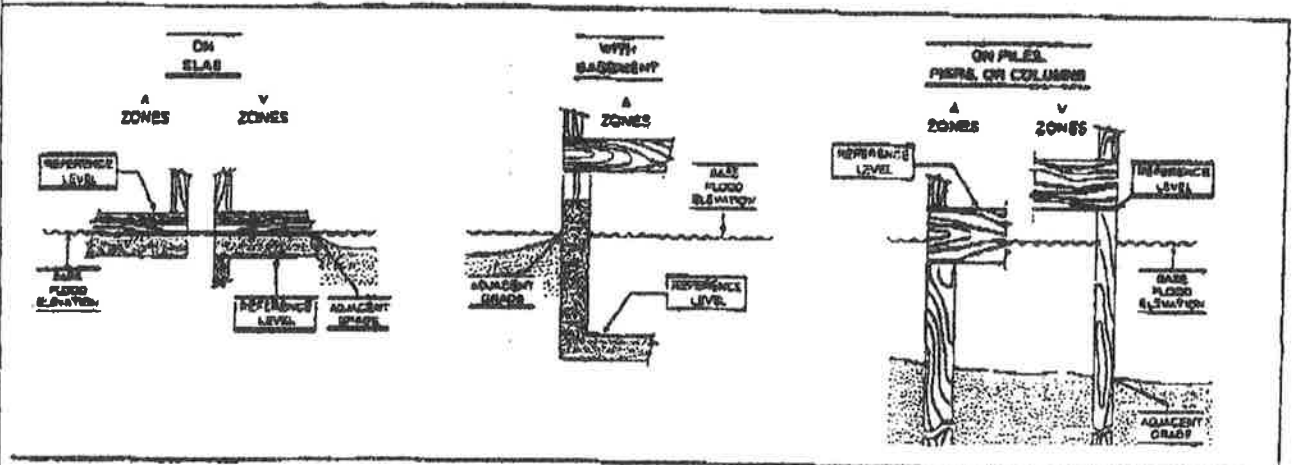 ON
SLAB
A
ZONES
V
ZONES
REFERENCE
LEVEL
BASE
FLOOD
ELEVATION
REFERENCE
LEVEL
ADJACENT
GRADE
WITH
BASEMENT
A
ZONES
BASE
FLOOD
ELEVATION
ADJACENT
GRADE
REFERENCE
LEVEL
ON PILES,
PIERS, OR COLUMNS
A
ZONES
V
ZONES
REFERENCE
LEVEL
REFERENCE
LEVEL
BASE
FLOOD
ELEVATION
ADJACENT
GRADE